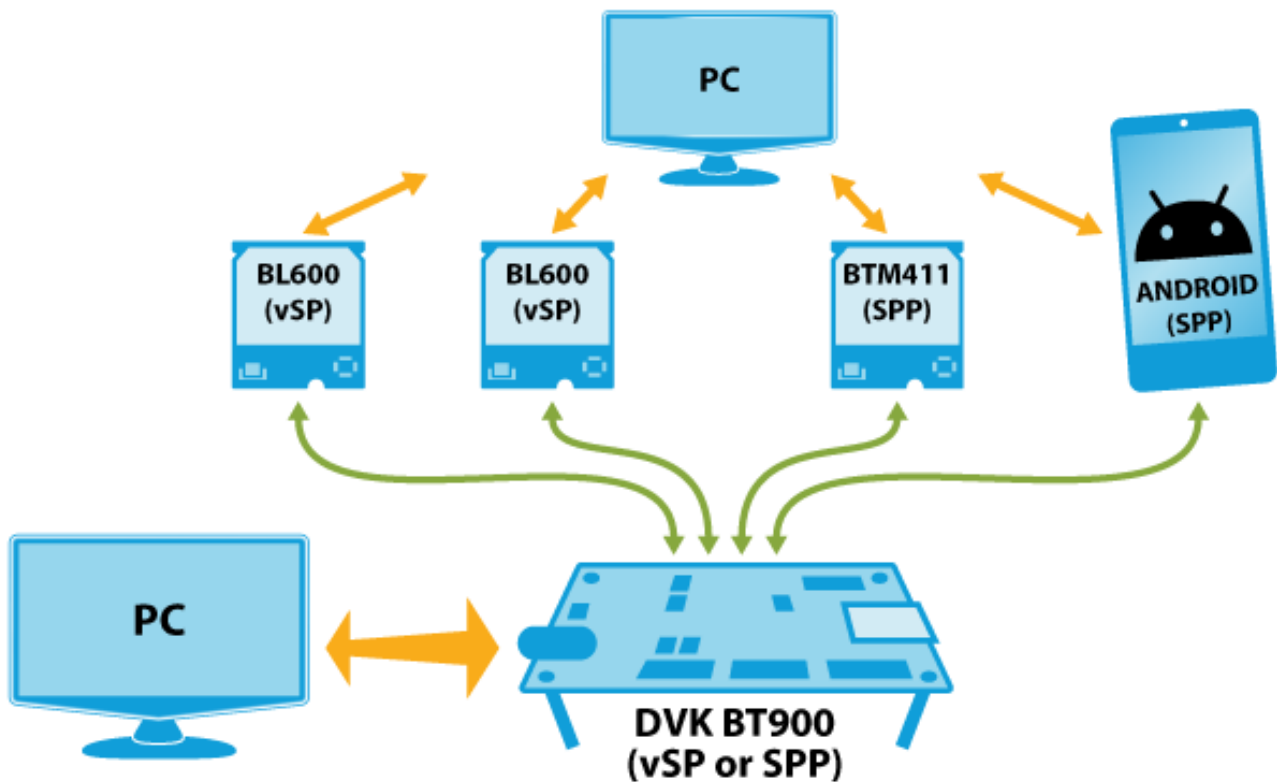 PC
BL600
(vSP)
BL600
(vSP)
BTM411
(SPP)
ANDROID
(SPP)
PC
DVK BT900
(vSP or SPP)